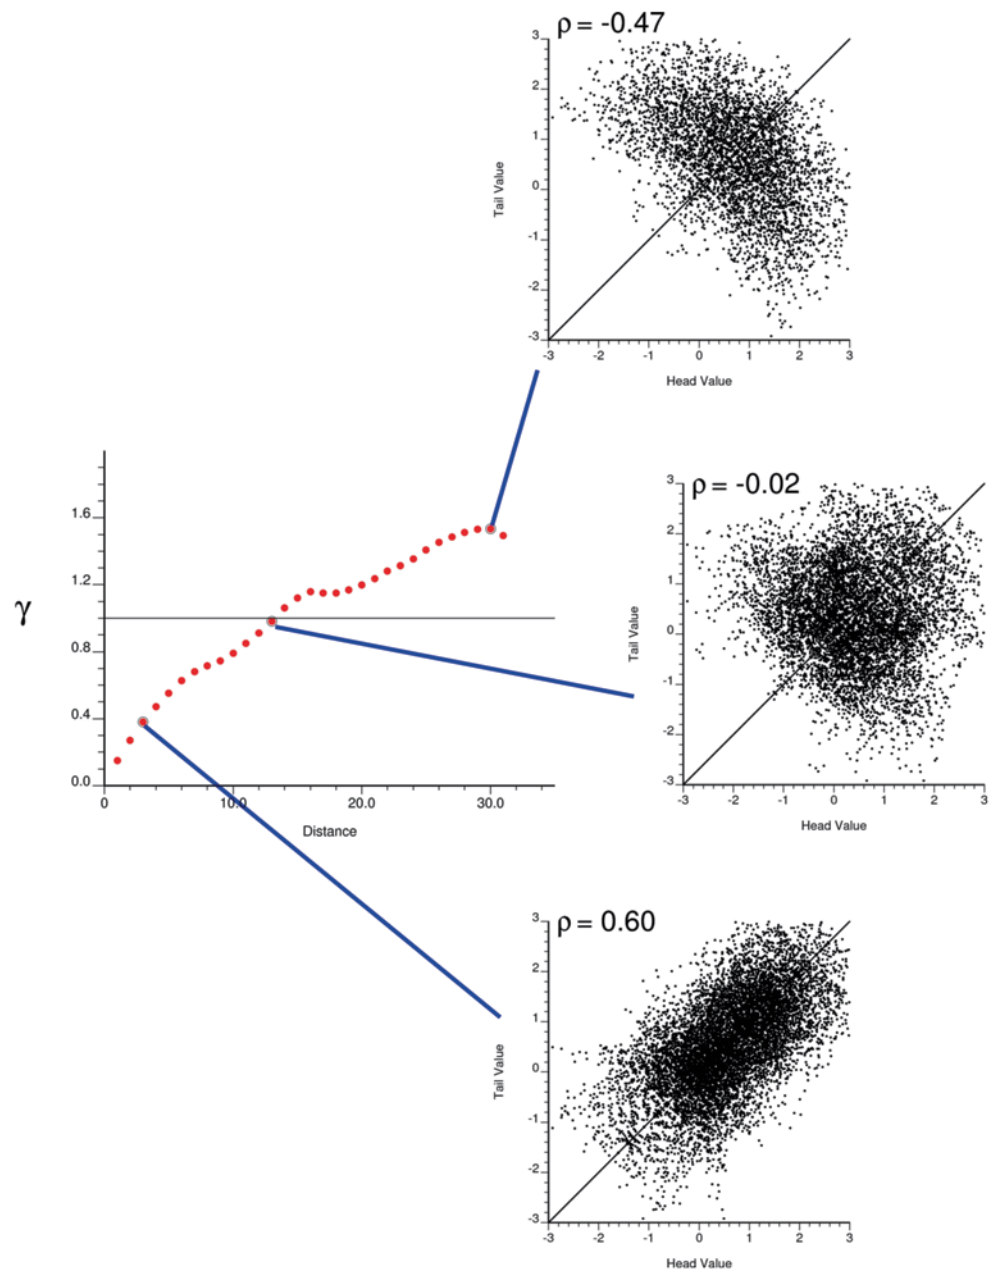 ρ = -0.47
3
2
1
0
-1
-2
-3
Tail Value
-3 -2 -1 0 1 2 3
Head Value
γ
1.6
1.2
0.8
0.4
0.0
0 10.0 20.0 30.0
Distance
ρ = -0.02
3
2
1
0
-1
-2
-3
Tail Value
-3 -2 -1 0 1 2 3
Head Value
ρ = 0.60
3
2
1
0
-1
-2
-3
Tail Value
-3 -2 -1 0 1 2 3
Head Value